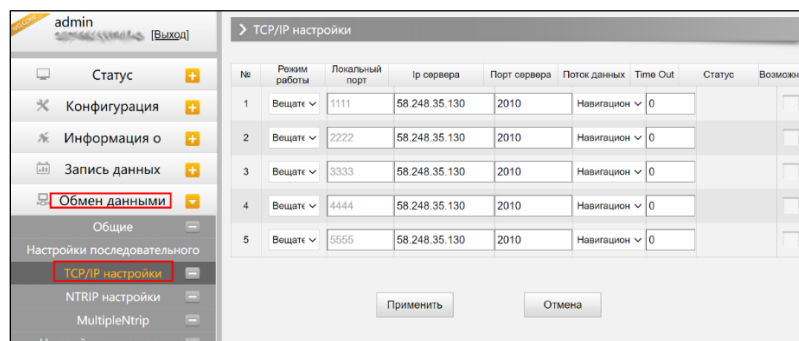 admin
[Выход]
TCP/IP настройки
Статус
Конфигурация
Информация о
Запись данных
Обмен данными
Общие
Настройки последовательного
TCP/IP настройки
NTRIP настройки
MultipleNtrip
№ Режим работы Локальный порт Ip сервера Порт сервера Поток данных Time Out Статус Возможн
1 Вещате 1111 58.248.35.130 2010 Навигацион 0
2 Вещате 2222 58.248.35.130 2010 Навигацион 0
3 Вещате 3333 58.248.35.130 2010 Навигацион 0
4 Вещате 4444 58.248.35.130 2010 Навигацион 0
5 Вещате 5555 58.248.35.130 2010 Навигацион 0
Применить Отмена